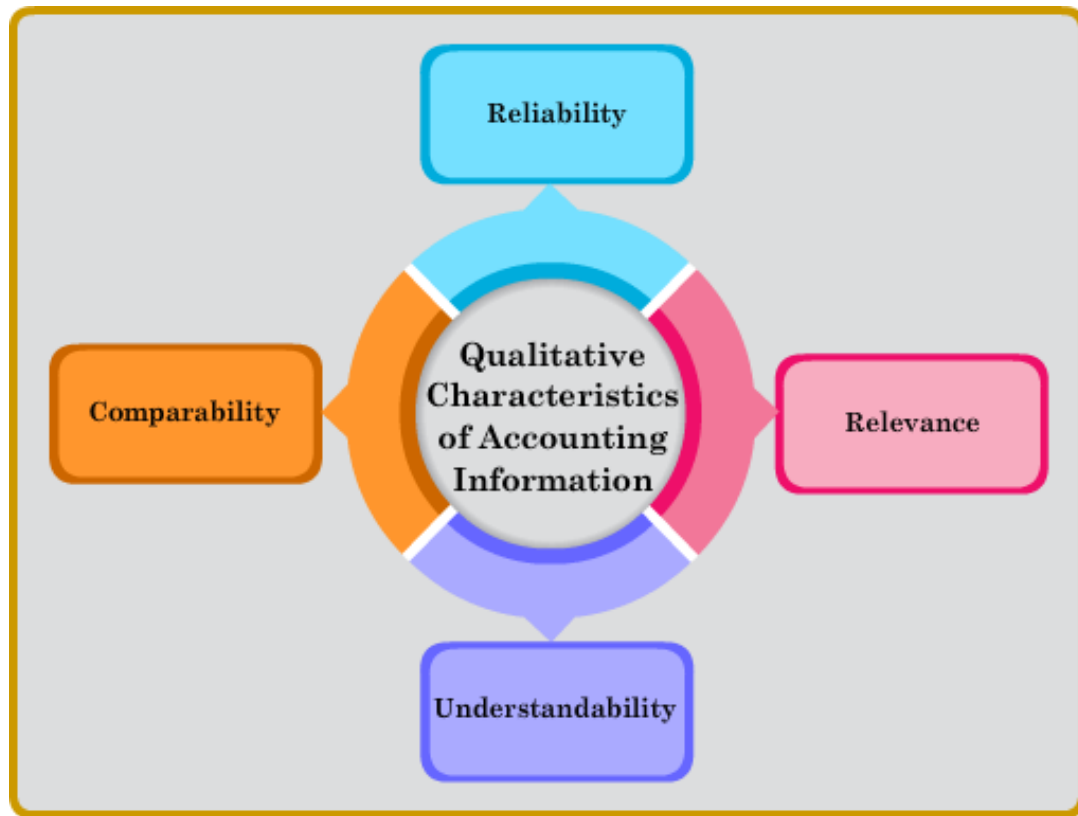 Reliability
Comparability
Qualitative
Characteristics
of Accounting
Information
Relevance
Understandability